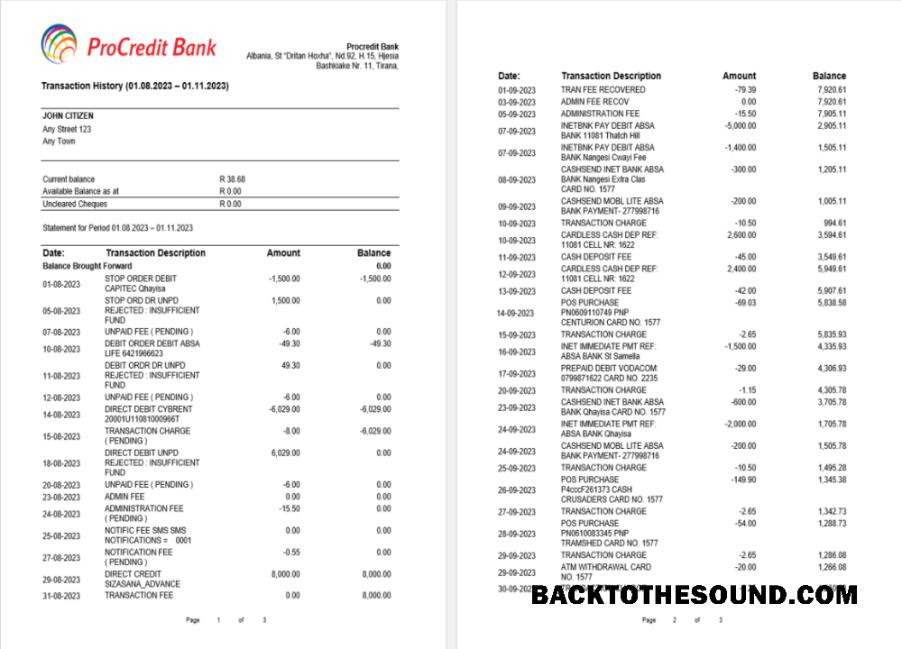 ProCredit Bank
Procredit Bank
Albania, St "Dritan Hoxha", Nd.92, H.15, Hjesia
Bashkiake Nr. 11, Tirana,
Transaction History (01.08.2023 – 01.11.2023)
JOHN CITIZEN
Any Street 123
Any Town
Current balance R 38.68
Available Balance as at R 0.00
Uncleared Cheques R 0.00
Statement for Period 01.08.2023 – 01.11.2023
Date: Transaction Description Amount Balance
Balance Brought Forward 0.00
01-08-2023 STOP ORDER DEBIT -1,500.00 -1,500.00
CAPITEC Qhayisa
05-08-2023 STOP ORD DR UNPD 1,500.00 0.00
REJECTED : INSUFFICIENT
FUND
07-08-2023 UNPAID FEE ( PENDING ) -6.00 0.00
10-08-2023 DEBIT ORDER DEBIT ABSA -49.30 -49.30
LIFE 6421966623
11-08-2023 DEBIT ORDR DR UNPD 49.30 0.00
REJECTED : INSUFFICIENT
FUND
12-08-2023 UNPAID FEE ( PENDING ) -6.00 0.00
14-08-2023 DIRECT DEBIT CYBRENT -6,029.00 -6,029.00
20001U11081000966T
15-08-2023 TRANSACTION CHARGE -8.00 -6,029.00
( PENDING )
18-08-2023 DIRECT DEBIT UNPD 6,029.00 0.00
REJECTED : INSUFFICIENT
FUND
20-08-2023 UNPAID FEE ( PENDING ) -6.00 0.00
23-08-2023 ADMIN FEE 0.00 0.00
24-08-2023 ADMINISTRATION FEE -15.50 0.00
( PENDING )
25-08-2023 NOTIFIC FEE SMS SMS 0.00 0.00
NOTIFICATIONS = 0001
27-08-2023 NOTIFICATION FEE -0.55 0.00
( PENDING )
29-08-2023 DIRECT CREDIT 8,000.00 8,000.00
SIZASANA_ADVANCE
31-08-2023 TRANSACTION FEE 0.00 8,000.00
Page 1 of 3
Date: Transaction Description Amount Balance
01-09-2023 TRAN FEE RECOVERED -79.39 7,920.61
03-09-2023 ADMIN FEE RECOV 0.00 7,920.61
05-09-2023 ADMINISTRATION FEE -15.50 7,905.11
07-09-2023 INETBNK PAY DEBIT ABSA -5,000.00 2,905.11
BANK 11081 Thatch Hill
07-09-2023 INETBNK PAY DEBIT ABSA -1,400.00 1,505.11
BANK Nangesi Cwayi Fee
08-09-2023 CASHSEND INET BANK ABSA -300.00 1,205.11
BANK Nangesi Extra Clas
CARD NO. 1577
09-09-2023 CASHSEND MOBL LITE ABSA -200.00 1,005.11
BANK PAYMENT- 277998716
10-09-2023 TRANSACTION CHARGE -10.50 994.61
10-09-2023 CARDLESS CASH DEP REF: 2,600.00 3,594.61
11081 CELL NR: 1622
11-09-2023 CASH DEPOSIT FEE -45.00 3,549.61
12-09-2023 CARDLESS CASH DEP REF: 2,400.00 5,949.61
11081 CELL NR: 1622
13-09-2023 CASH DEPOSIT FEE -42.00 5,907.61
14-09-2023 POS PURCHASE -69.03 5,838.58
PN0609110749 PNP
CENTURION CARD NO. 1577
15-09-2023 TRANSACTION CHARGE -2.65 5,835.93
16-09-2023 INET IMMEDIATE PMT REF: -1,500.00 4,335.93
ABSA BANK St Samella
17-09-2023 PREPAID DEBIT VODACOM: -29.00 4,306.93
0799871622 CARD NO. 2235
20-09-2023 TRANSACTION CHARGE -1.15 4,305.78
23-09-2023 CASHSEND INET BANK ABSA -600.00 3,705.78
BANK Qhayisa CARD NO. 1577
24-09-2023 INET IMMEDIATE PMT REF: -2,000.00 1,705.78
ABSA BANK Qhayisa
24-09-2023 CASHSEND MOBL LITE ABSA -200.00 1,505.78
BANK PAYMENT- 277998716
25-09-2023 TRANSACTION CHARGE -10.50 1,495.28
26-09-2023 POS PURCHASE -149.90 1,345.38
P4cccF261373 CASH
CRUSADERS CARD NO. 1577
27-09-2023 TRANSACTION CHARGE -2.65 1,342.73
28-09-2023 POS PURCHASE -54.00 1,288.73
PN0610083345 PNP
TRAMSHED CARD NO. 1577
29-09-2023 TRANSACTION CHARGE -2.65 1,286.08
29-09-2023 ATM WITHDRAWAL CARD -20.00 1,266.08
NO. 1577
30-09-2023
BACKTOTHESOUND.COM
Page 2 of 3